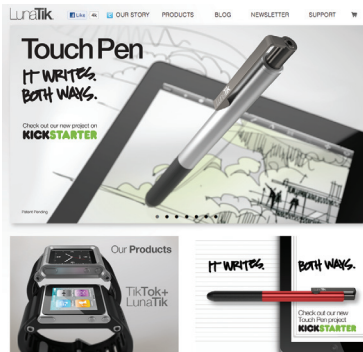 LunaTik
Like 4k OUR STORY PRODUCTS BLOG NEWSLETTER SUPPORT
Touch Pen
IT WRITES.
BOTH WAYS.
Check out our new project on
KICKSTARTER
Patent Pending
Our Products
TikTok+
LunaTik
IT WRITES. BOTH WAYS.
Check out our new
Touch Pen project
KICKSTARTER